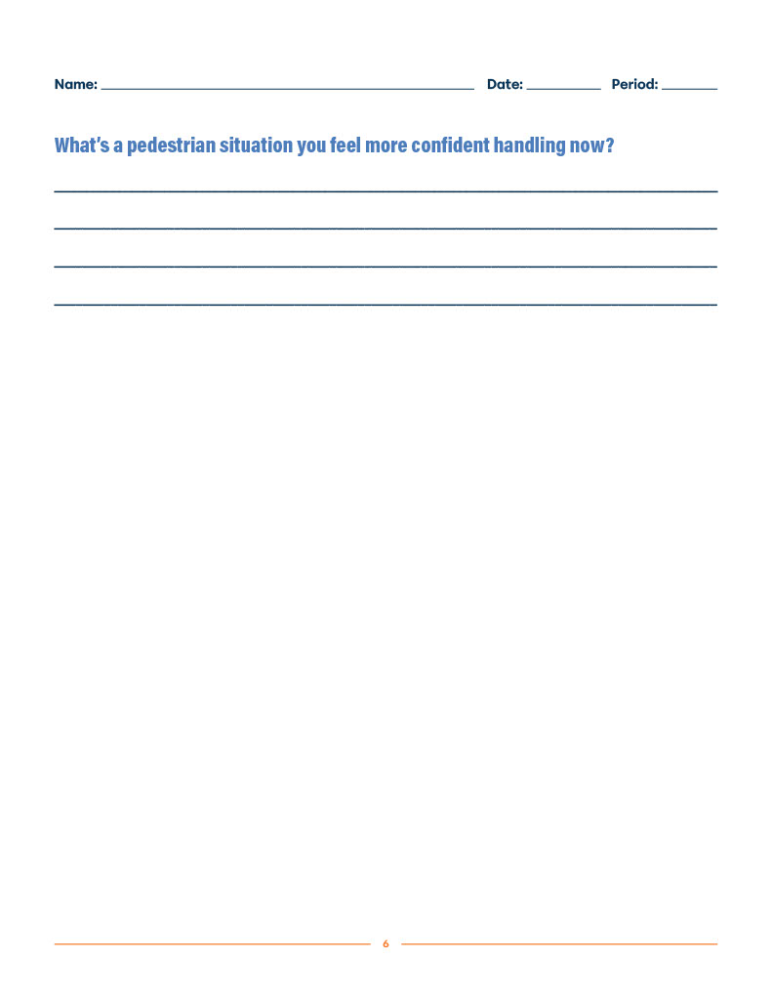 Name: Date: Period:
What's a pedestrian situation you feel more confident handling now?
6